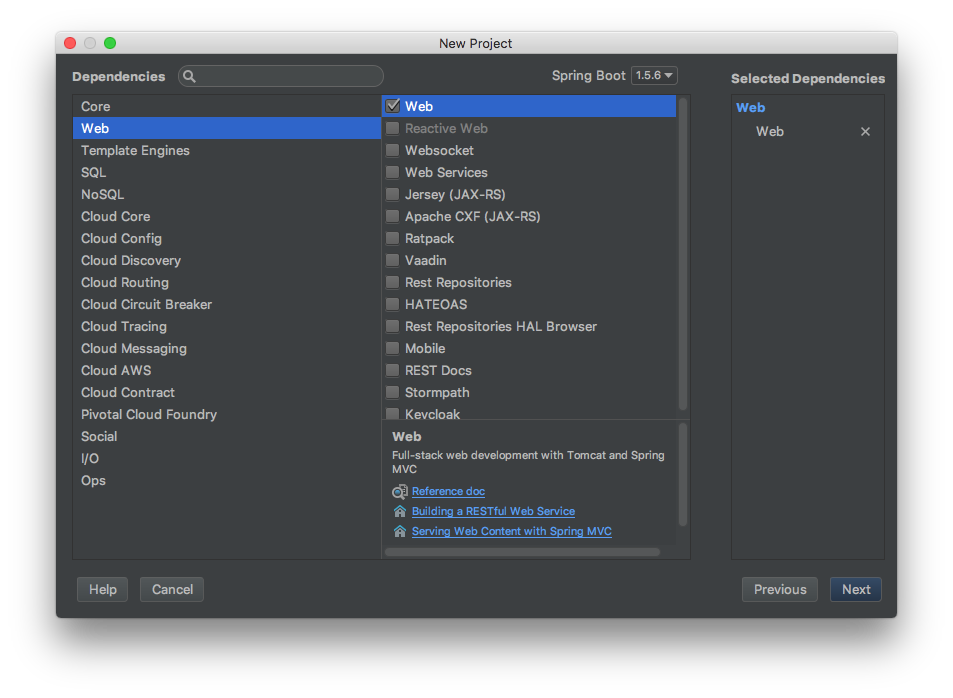 New Project
Dependencies
Spring Boot 1.5.6
Selected Dependencies
Core
Web
Template Engines
SQL
NoSQL
Cloud Core
Cloud Config
Cloud Discovery
Cloud Routing
Cloud Circuit Breaker
Cloud Tracing
Cloud Messaging
Cloud AWS
Cloud Contract
Pivotal Cloud Foundry
Social
I/O
Ops
Web
Reactive Web
Websocket
Web Services
Jersey (JAX-RS)
Apache CXF (JAX-RS)
Ratpack
Vaadin
Rest Repositories
HATEOAS
Rest Repositories HAL Browser
Mobile
REST Docs
Stormpath
Keycloak
Web
Full-stack web development with Tomcat and Spring
MVC
Reference doc
Building a RESTful Web Service
Serving Web Content with Spring MVC
Web
Web
Help
Cancel
Previous
Next